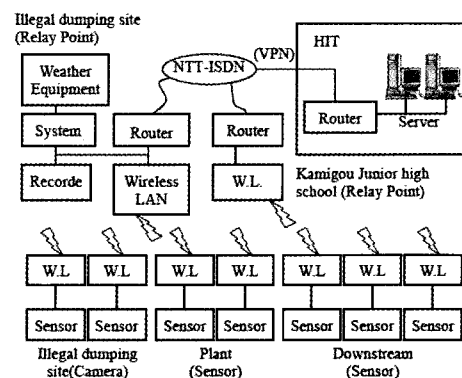 Illegal dumping site
(Relay Point)
Weather
Equipment
System
Recorde
Router
Wireless
LAN
NTT-ISDN
(VPN)
Router
W.L.
HIT
Router
Server
Kamigou Junior high
school (Relay Point)
W.L
W.L
W.L
W.L
W.L
W.L
W.L
Sensor
Sensor
Sensor
Sensor
Sensor
Sensor
Sensor
Illegal dumping
site(Camera)
Plant
(Sensor)
Downstream
(Sensor)